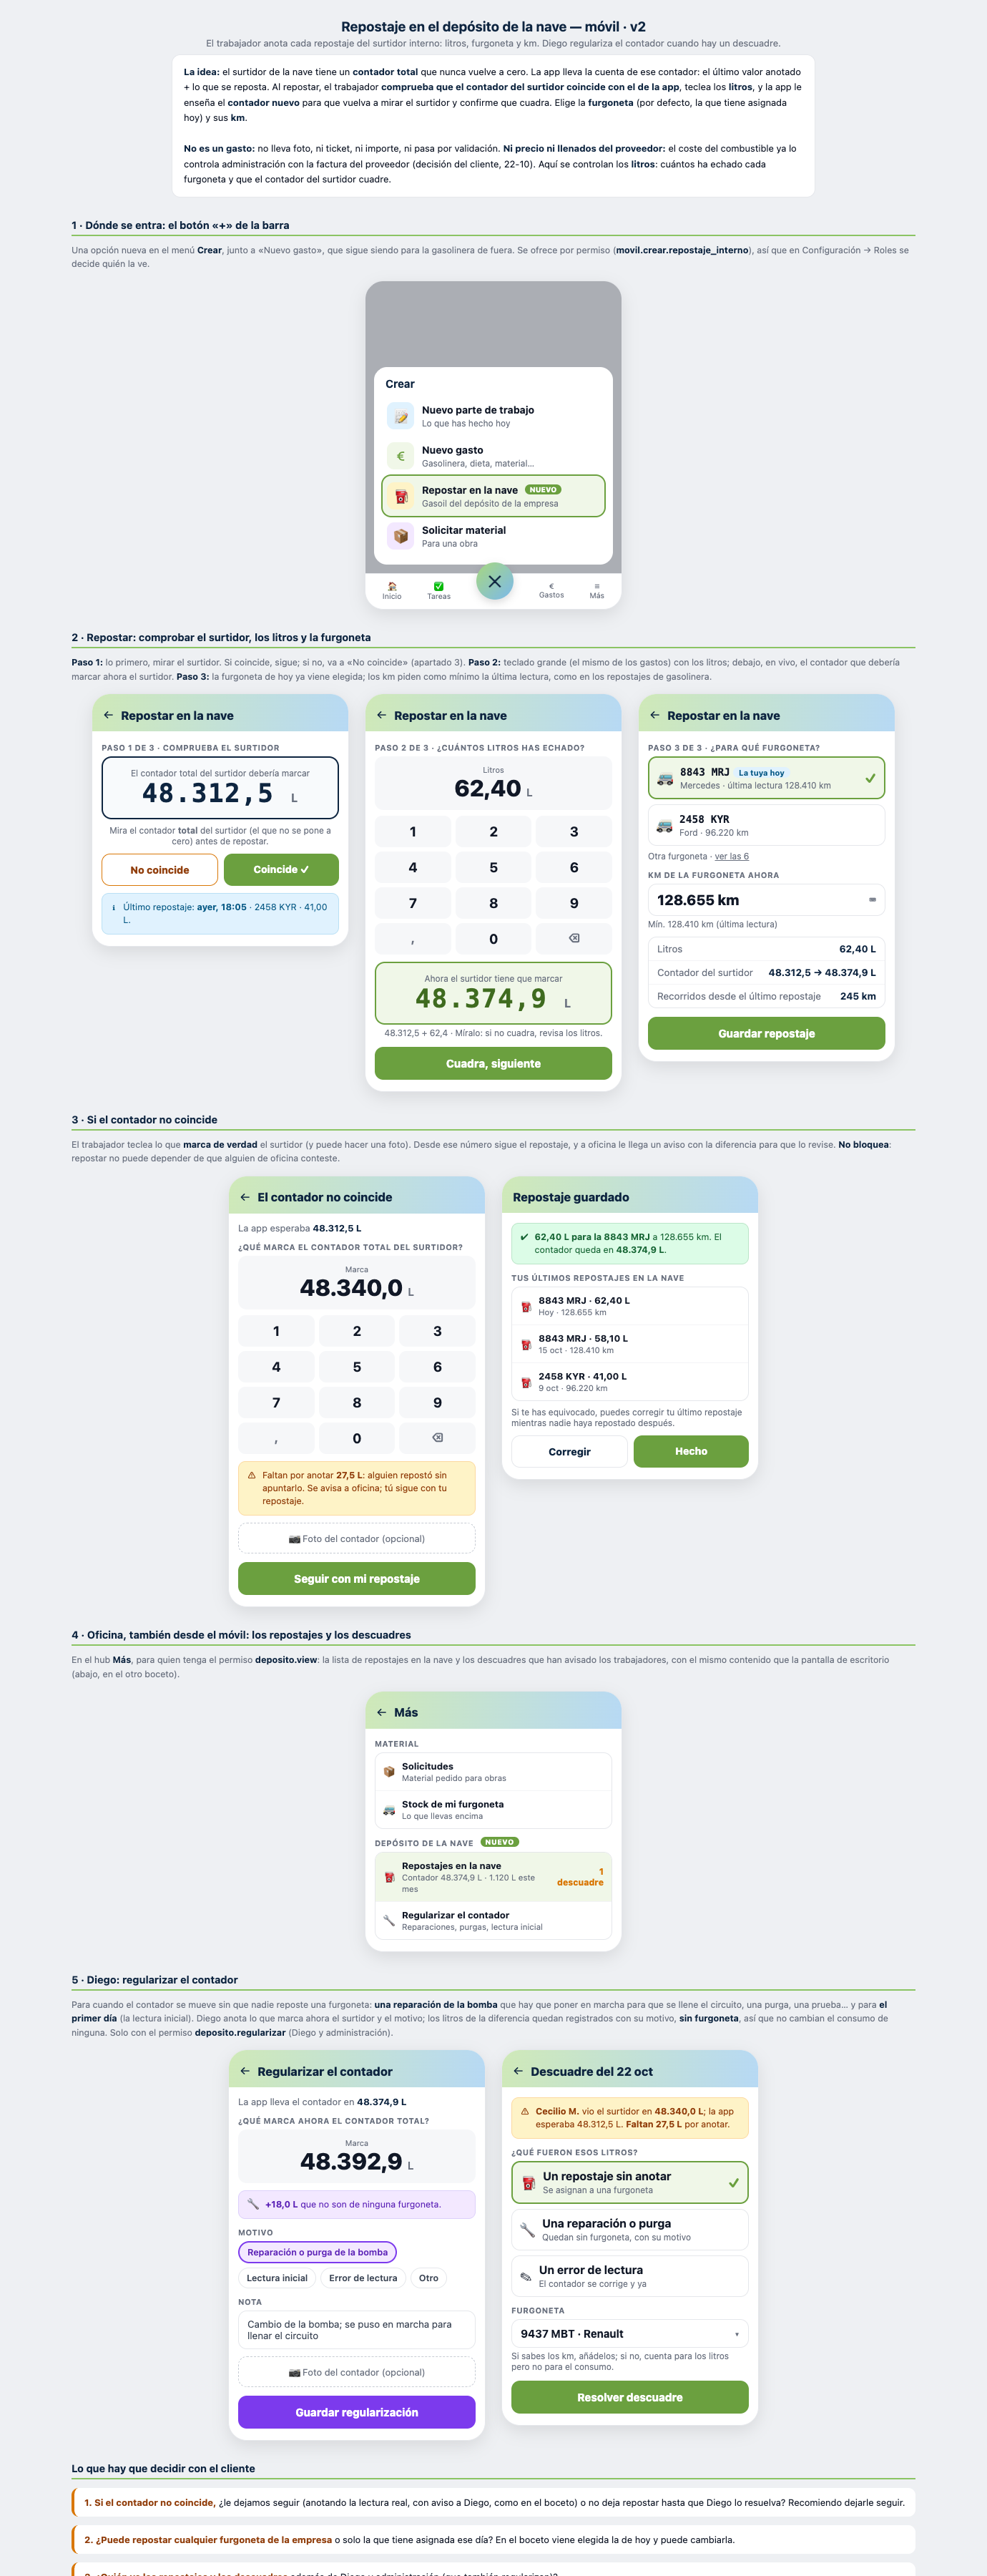 Repostaje en el depósito de la nave — móvil · v2
El trabajador anota cada repostaje del surtidor interno: litros, furgoneta y km. Diego regulariza el contador cuando hay un descuadre.
La idea: el surtidor de la nave tiene un contador total que nunca vuelve a cero. La app lleva la cuenta de ese contador: el último valor anotado
+ lo que se reposta. Al repostar, el trabajador comprueba que el contador del surtidor coincide con el de la app, teclea los litros, y la app le
enseña el contador nuevo para que vuelva a mirar el surtidor y confirme que cuadra. Elige la furgoneta (por defecto, la que tiene asignada
hoy) y sus km.
No es un gasto: no lleva foto, ni ticket, ni importe, ni pasa por validación. Ni precio ni llenados del proveedor: el coste del combustible ya lo
controla administración con la factura del proveedor (decisión del cliente, 22-10). Aquí se controlan los litros: cuántos ha echado cada
furgoneta y que el contador del surtidor cuadre.
1 · Dónde se entra: el botón «+» de la barra
Una opción nueva en el menú Crear, junto a «Nuevo gasto», que sigue siendo para la gasolinera de fuera. Se ofrece por permiso (movil.crear.repostaje_interno), así que en Configuración → Roles se
decide quién la ve.
Crear
Nuevo parte de trabajo
Lo que has hecho hoy
€
Nuevo gasto
Gasolinera, dieta, material…
Repostar en la nave NUEVO
Gasoil del depósito de la empresa
Solicitar material
Para una obra
Inicio
Tareas
€
Gastos
≡
Más
2 · Repostar: comprobar el surtidor, los litros y la furgoneta
Paso 1: lo primero, mirar el surtidor. Si coincide, sigue; si no, va a «No coincide» (apartado 3). Paso 2: teclado grande (el mismo de los gastos) con los litros; debajo, en vivo, el contador que debería
marcar ahora el surtidor. Paso 3: la furgoneta de hoy ya viene elegida; los km piden como mínimo la última lectura, como en los repostajes de gasolinera.
← Repostar en la nave
PASO 1 DE 3 · COMPRUEBA EL SURTIDOR
El contador total del surtidor debería marcar
48.312,5 L
Mira el contador total del surtidor (el que no se pone a
cero) antes de repostar.
No coincide
Coincide ✓
ℹ Último repostaje: ayer, 18:05 · 2458 KYR · 41,00
L.
← Repostar en la nave
PASO 2 DE 3 · ¿CUÁNTOS LITROS HAS ECHADO?
Litros
62,40 L
1 2 3
4 5 6
7 8 9
, 0 ⌫
Ahora el surtidor tiene que marcar
48.374,9 L
48.312,5 + 62,4 · Míralo: si no cuadra, revisa los litros.
Cuadra, siguiente
← Repostar en la nave
PASO 3 DE 3 · ¿PARA QUÉ FURGONETA?
8843 MRJ La tuya hoy
Mercedes · última lectura 128.410 km
2458 KYR
Ford · 96.220 km
Otra furgoneta · ver las 6
KM DE LA FURGONETA AHORA
128.655 km
Mín. 128.410 km (última lectura)
Litros 62,40 L
Contador del surtidor 48.312,5 → 48.374,9 L
Recorridos desde el último repostaje 245 km
Guardar repostaje
3 · Si el contador no coincide
El trabajador teclea lo que marca de verdad el surtidor (y puede hacer una foto). Desde ese número sigue el repostaje, y a oficina le llega un aviso con la diferencia para que lo revise. No bloquea:
repostar no puede depender de que alguien de oficina conteste.
← El contador no coincide
La app esperaba 48.312,5 L
¿QUÉ MARCA EL CONTADOR TOTAL DEL SURTIDOR?
Marca
48.340,0 L
1 2 3
4 5 6
7 8 9
, 0 ⌫
⚠ Faltan por anotar 27,5 L: alguien repostó sin
apuntarlo. Se avisa a oficina; tú sigue con tu
repostaje.
Foto del contador (opcional)
Seguir con mi repostaje
Repostaje guardado
✓ 62,40 L para la 8843 MRJ a 128.655 km. El
contador queda en 48.374,9 L.
TUS ÚLTIMOS REPOSTAJES EN LA NAVE
8843 MRJ · 62,40 L
Hoy · 128.655 km
8843 MRJ · 58,10 L
15 oct · 128.410 km
2458 KYR · 41,00 L
9 oct · 96.220 km
Si te has equivocado, puedes corregir tu último repostaje
mientras nadie haya repostado después.
Corregir
Hecho
4 · Oficina, también desde el móvil: los repostajes y los descuadres
En el hub Más, para quien tenga el permiso deposito.view: la lista de repostajes en la nave y los descuadres que han avisado los trabajadores, con el mismo contenido que la pantalla de escritorio
(abajo, en el otro boceto).
← Más
MATERIAL
Solicitudes
Material pedido para obras
Stock de mi furgoneta
Lo que llevas encima
DEPÓSITO DE LA NAVE NUEVO
Repostajes en la nave
Contador 48.374,9 L · 1.120 L este
mes
1
descuadre
Regularizar el contador
Reparaciones, purgas, lectura inicial
5 · Diego: regularizar el contador
Para cuando el contador se mueve sin que nadie reposte una furgoneta: una reparación de la bomba que hay que poner en marcha para que se llene el circuito, una purga, una prueba… y para el
primer día (la lectura inicial). Diego anota lo que marca ahora el surtidor y el motivo; los litros de la diferencia quedan registrados con su motivo, sin furgoneta, así que no cambian el consumo de
ninguna. Solo con el permiso deposito.regularizar (Diego y administración).
← Regularizar el contador
La app lleva el contador en 48.374,9 L
¿QUÉ MARCA AHORA EL CONTADOR TOTAL?
Marca
48.392,9 L
+18,0 L que no son de ninguna furgoneta.
MOTIVO
Reparación o purga de la bomba
Lectura inicial
Error de lectura
Otro
NOTA
Cambio de la bomba; se puso en marcha para
llenar el circuito
Foto del contador (opcional)
Guardar regularización
← Descuadre del 22 oct
⚠ Cecilio M. vio el surtidor en 48.340,0 L; la app
esperaba 48.312,5 L. Faltan 27,5 L por anotar.
¿QUÉ FUERON ESOS LITROS?
Un repostaje sin anotar
Se asignan a una furgoneta
Una reparación o purga
Quedan sin furgoneta, con su motivo
Un error de lectura
El contador se corrige y ya
FURGONETA
9437 MBT · Renault
Si sabes los km, añádelos; si no, cuenta para los litros
pero no para el consumo.
Resolver descuadre
Lo que hay que decidir con el cliente
1. Si el contador no coincide, ¿le dejamos seguir (anotando la lectura real, con aviso a Diego, como en el boceto) o no deja repostar hasta que Diego lo resuelva? Recomiendo dejarle seguir.
2. ¿Puede repostar cualquier furgoneta de la empresa o solo la que tiene asignada ese día? En el boceto viene elegida la de hoy y puede cambiarla.